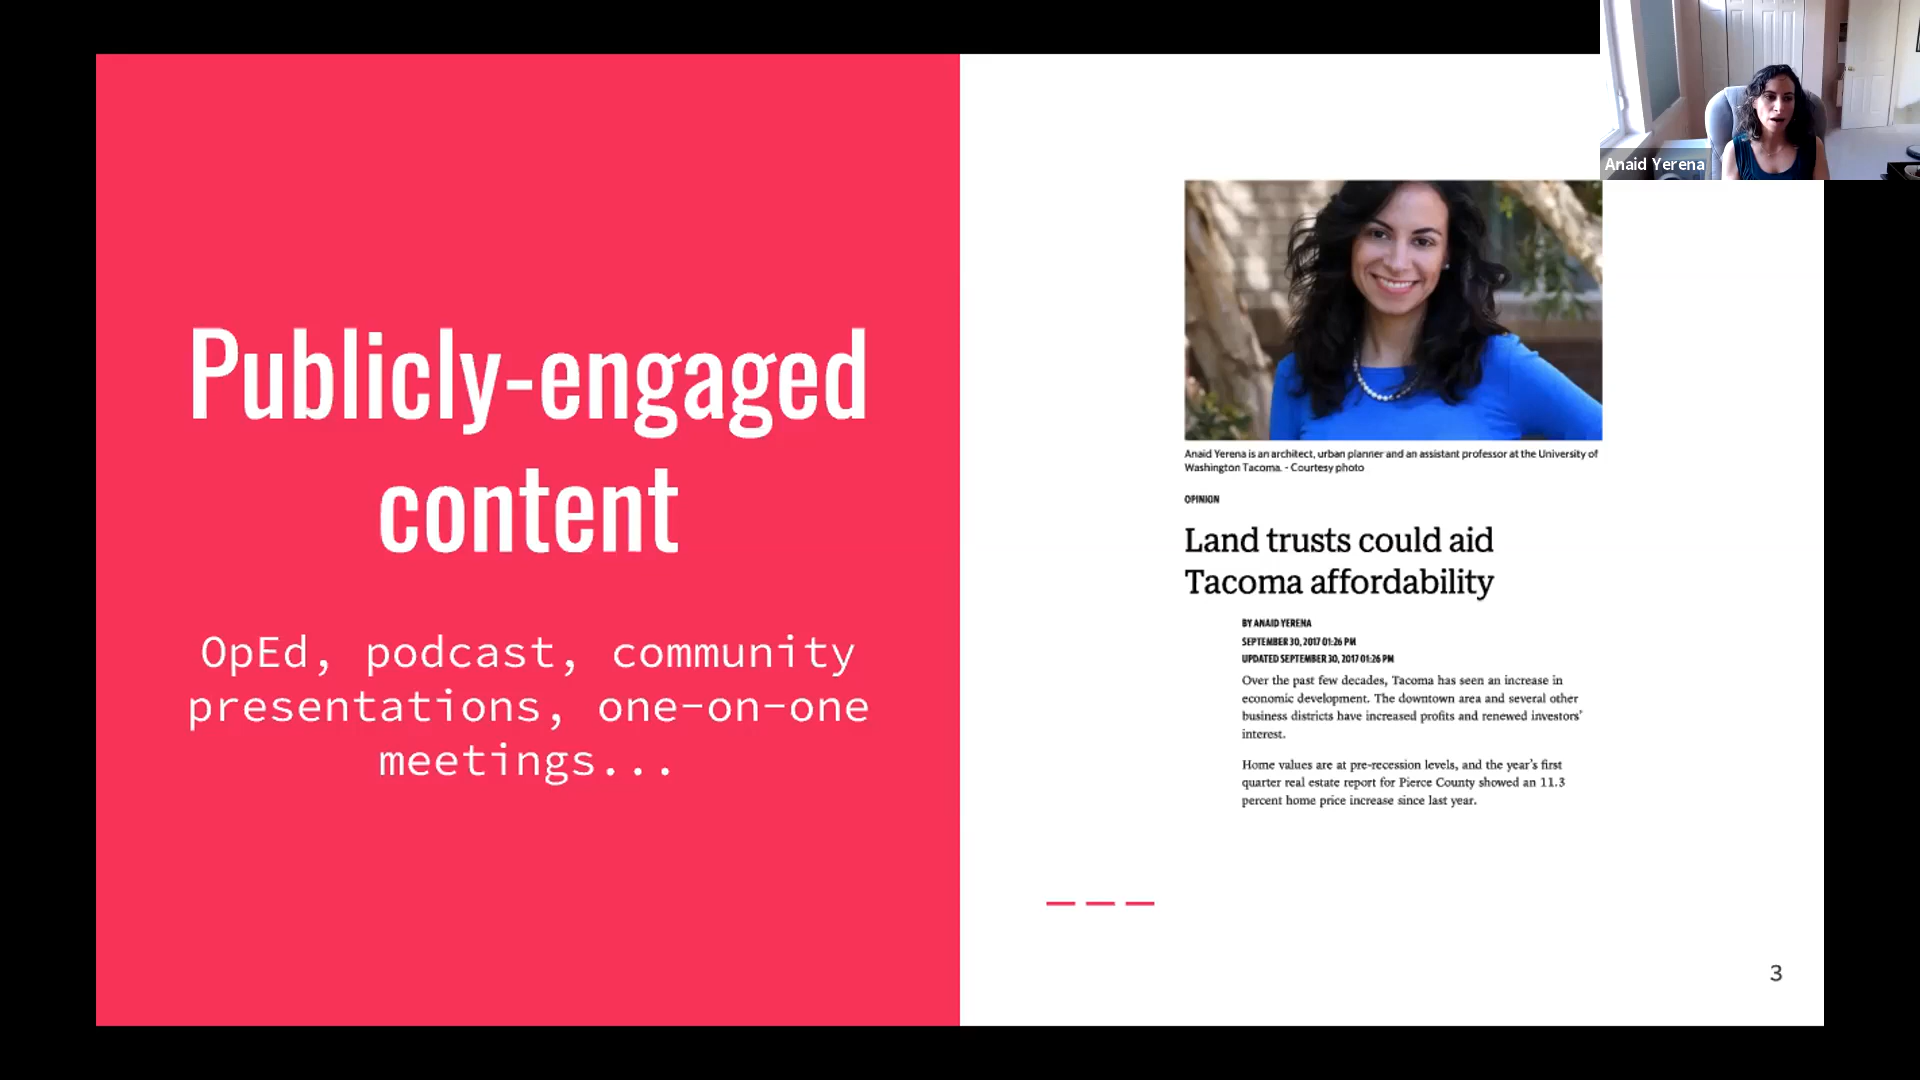 Publicly-engaged
content
OpEd, podcast, community
presentations, one-on-one
meetings...
Anaid Yerena
Anaid Yerena is an architect, urban planner and an assistant professor at the University of
Washington Tacoma. - Courtesy photo
OPINION
Land trusts could aid
Tacoma affordability
BY ANAID YERENA
SEPTEMBER 30, 2017 01:26 PM
UPDATED SEPTEMBER 30, 2017 01:26 PM
Over the past few decades, Tacoma has seen an increase in
economic development. The downtown area and several other
business districts have increased profits and renewed investors'
interest.
Home values are at pre-recession levels, and the year's first
quarter real estate report for Pierce County showed an 11.3
percent home price increase since last year.
3